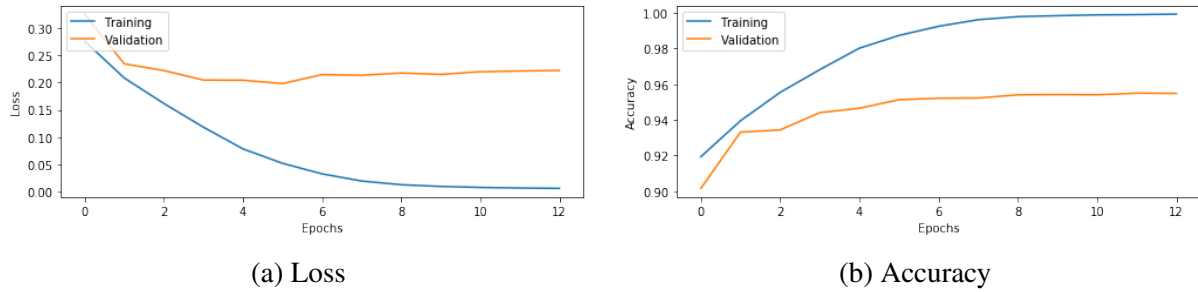 0.30
0.25
0.20
0.15
0.10
0.05
0.00
Loss
Training
Validation
0 2 4 6 8 10 12
Epochs
(a) Loss
1.00
0.98
0.96
0.94
0.92
0.90
Accuracy
Training
Validation
0 2 4 6 8 10 12
Epochs
(b) Accuracy